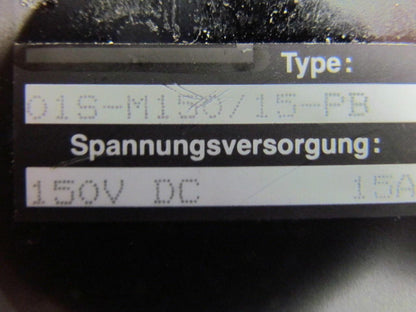 Type:
01S-M150/15-PB
Spannungsversorgung:
150V DC 15A